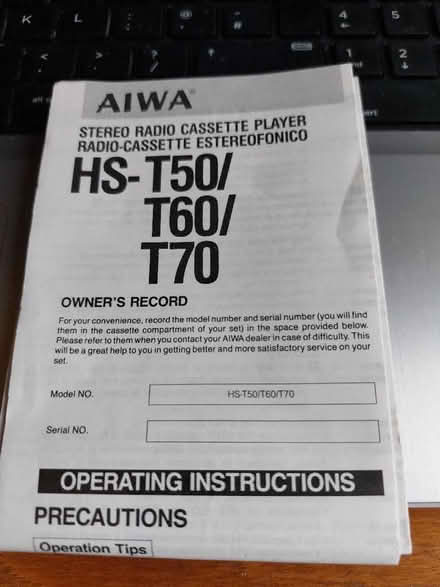 K L : @ 4 5
< > ? 1 2
AIWA®
STEREO RADIO CASSETTE PLAYER
RADIO-CASSETTE ESTEREOFONICO
HS-T50/
T60/
T70
OWNER'S RECORD
For your convenience, record the model number and serial number (you will find
them in the cassette compartment of your set) in the space provided below.
Please refer to them when you contact your AIWA dealer in case of difficulty. This
will be a great help to you in getting better and more satisfactory service on your
set.
Model NO. HS-T50/T60/T70
Serial NO.
OPERATING INSTRUCTIONS
PRECAUTIONS
Operation Tips